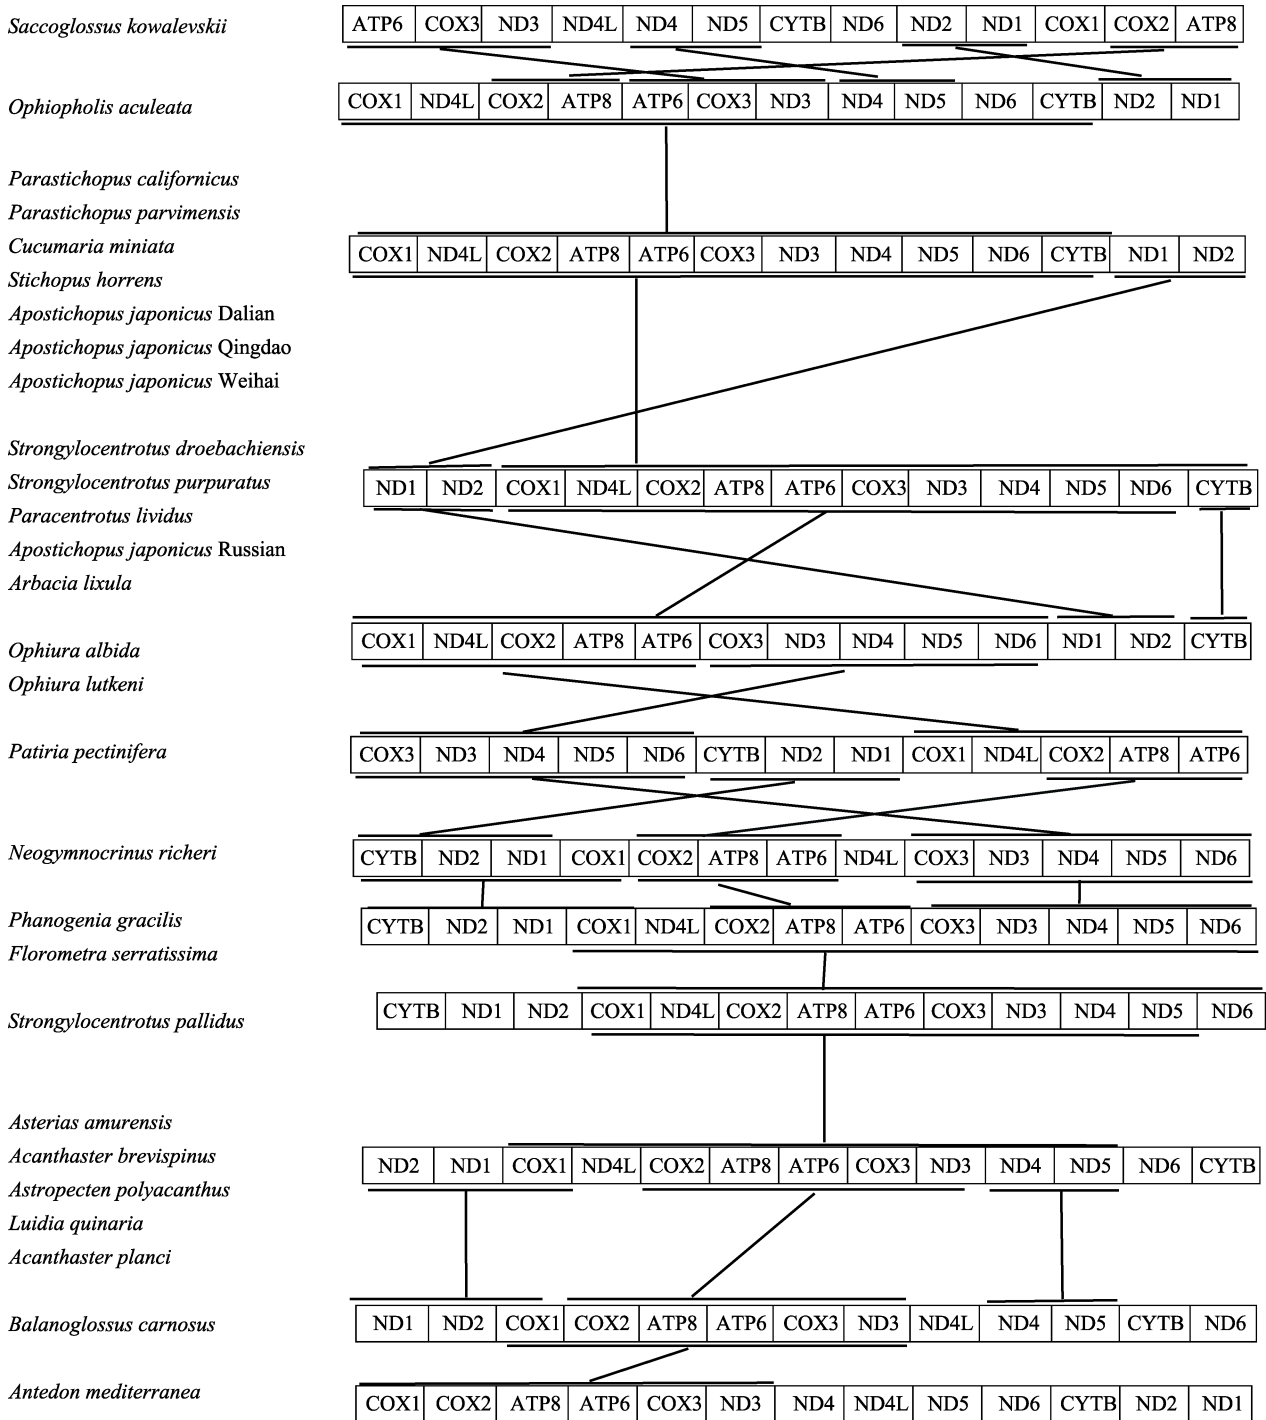 Saccoglossus kowalevskii ATP6 COX3 ND3 ND4L ND4 ND5 CYTB ND6 ND2 ND1 COX1 COX2 ATP8
Ophiopholis aculeata COX1 ND4L COX2 ATP8 ATP6 COX3 ND3 ND4 ND5 ND6 CYTB ND2 ND1
Parastichopus californicus
Parastichopus parvimensis
Cucumaria miniata COX1 ND4L COX2 ATP8 ATP6 COX3 ND3 ND4 ND5 ND6 CYTB ND1 ND2
Stichopus horrens
Apostichopus japonicus Dalian
Apostichopus japonicus Qingdao
Apostichopus japonicus Weihai
Strongylocentrotus droebachiensis
Strongylocentrotus purpuratus ND1 ND2 COX1 ND4L COX2 ATP8 ATP6 COX3 ND3 ND4 ND5 ND6 CYTB
Paracentrotus lividus
Apostichopus japonicus Russian
Arbacia lixula
Ophiura albida COX1 ND4L COX2 ATP8 ATP6 COX3 ND3 ND4 ND5 ND6 ND1 ND2 CYTB
Ophiura lutkeni
Patiria pectinifera COX3 ND3 ND4 ND5 ND6 CYTB ND2 ND1 COX1 ND4L COX2 ATP8 ATP6
Neogymnocrinus richeri CYTB ND2 ND1 COX1 COX2 ATP8 ATP6 ND4L COX3 ND3 ND4 ND5 ND6
Phanogenia gracilis CYTB ND2 ND1 COX1 ND4L COX2 ATP8 ATP6 COX3 ND3 ND4 ND5 ND6
Florometra serratissima
Strongylocentrotus pallidus CYTB ND1 ND2 COX1 ND4L COX2 ATP8 ATP6 COX3 ND3 ND4 ND5 ND6
Asterias amurensis
Acanthaster brevispinus ND2 ND1 COX1 ND4L COX2 ATP8 ATP6 COX3 ND3 ND4 ND5 ND6 CYTB
Astropecten polyacanthus
Luidia quinaria
Acanthaster planci
Balanoglossus carnosus ND1 ND2 COX1 COX2 ATP8 ATP6 COX3 ND3 ND4L ND4 ND5 CYTB ND6
Antedon mediterranea COX1 COX2 ATP8 ATP6 COX3 ND3 ND4 ND4L ND5 ND6 CYTB ND2 ND1